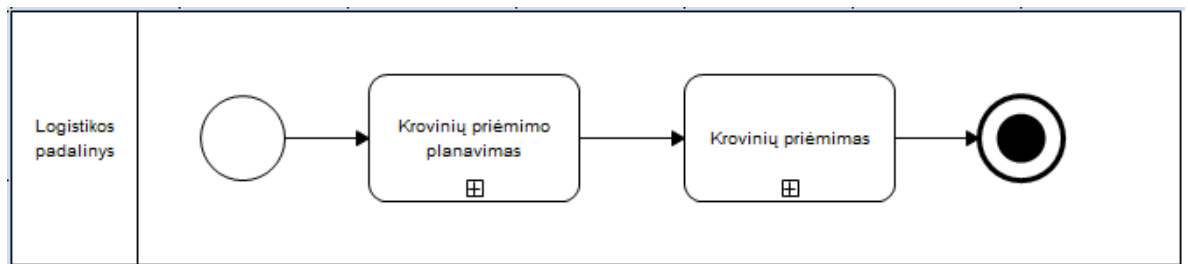 Logistikos
padalinys
Krovinių priėmimo
planavimas
Krovinių priėmimas